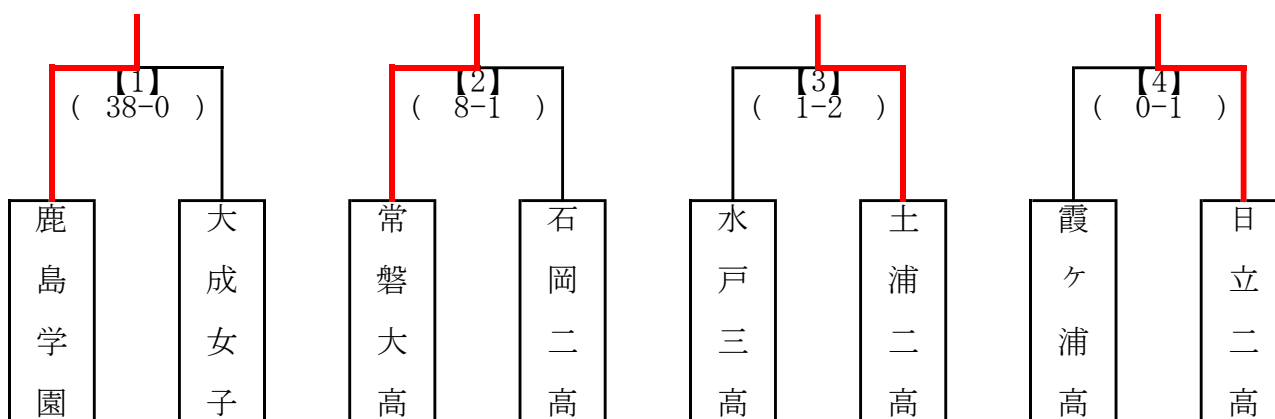 【1】
( 38-0 )
【2】
( 8-1 )
【3】
( 1-2 )
【4】
( 0-1 )
鹿島学園
大成女子
常磐大高
石岡二高
水戸三高
土浦二高
霞ケ浦高
日立二高